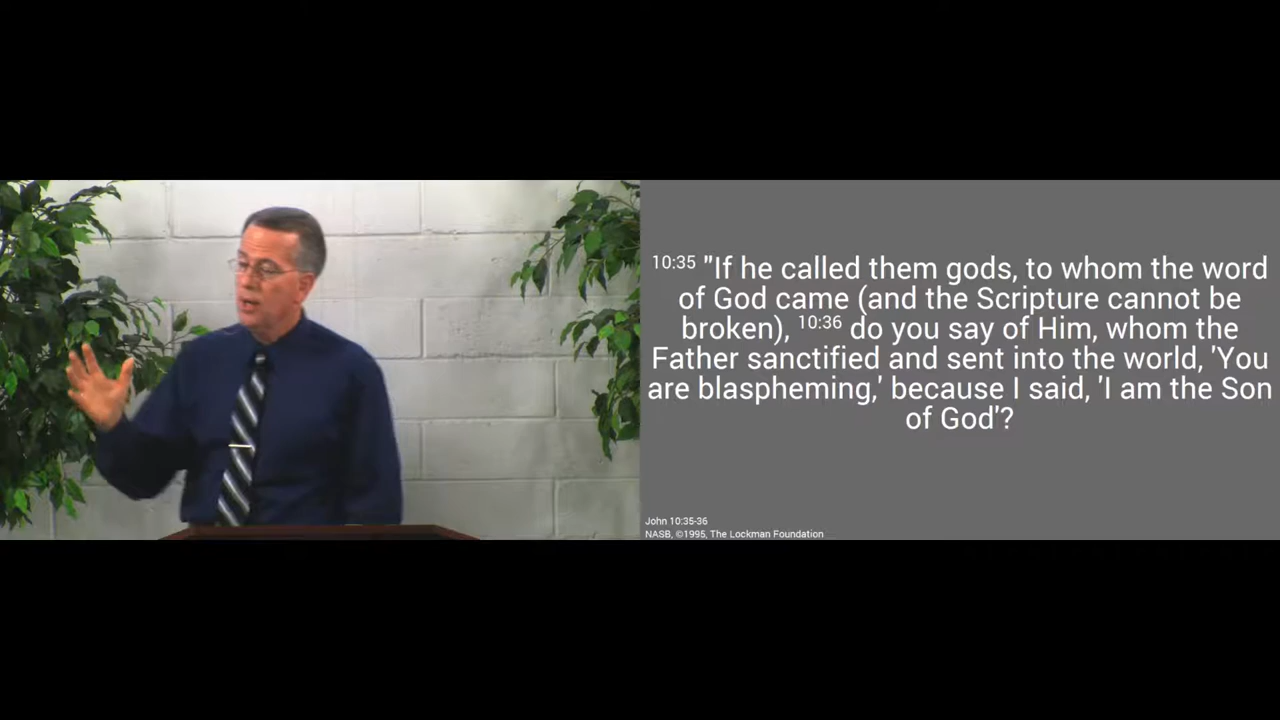 10:35 "If he called them gods, to whom the word
of God came (and the Scripture cannot be
broken), 10:36 do you say of Him, whom the
Father sanctified and sent into the world, 'You
are blaspheming,' because I said, 'I am the Son
of God'?
John 10:35-36
NASB, ©1995, The Lockman Foundation